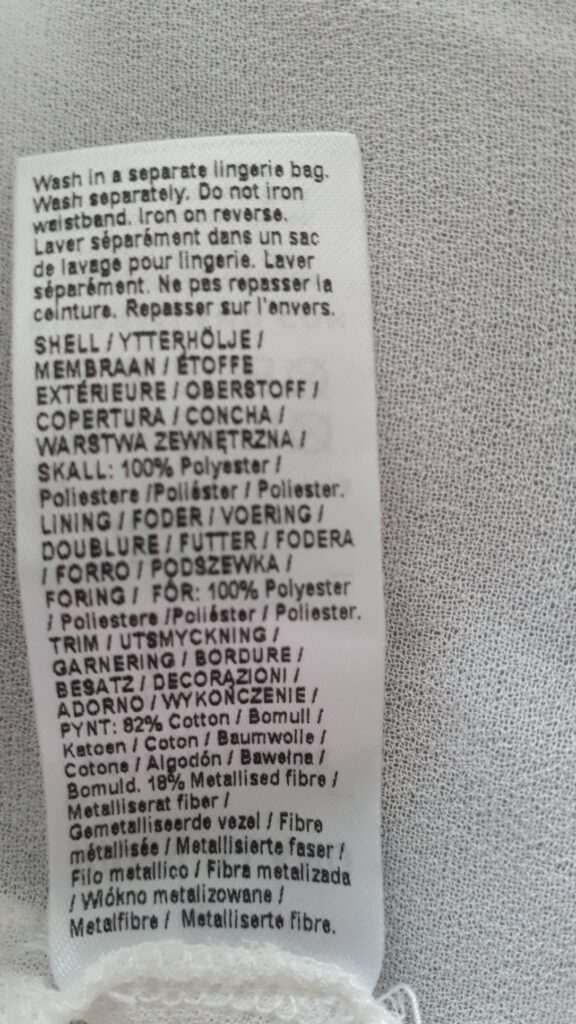 Wash in a separate lingerie bag.
Wash separately. Do not iron
waistband. Iron on reverse.
Laver séparément dans un sac
de lavage pour lingerie. Laver
séparément. Ne pas repasser la
ceinture. Repasser sur l'envers.
SHELL / YTTERHÖLJE /
MEMBRAAN / ÉTOFFE
EXTÉRIEURE / OBERSTOFF /
COPERTURA / CONCHA /
WARSTWA ZEWNĘTRZNA /
SKALL: 100% Polyester /
Poliestere /Poliéster / Poliester.
LINING / FODER / VOERING /
DOUBLURE / FUTTER / FODERA
/ FORRO / PODSZEWKA /
FORING / FÔR: 100% Polyester
/ Poliestere /Poliéster / Poliester.
TRIM / UTSMYCKNING /
GARNERING / BORDURE /
BESATZ / DECORAZIONI /
ADORNO / WYKOŃCZENIE /
PYNT: 82% Cotton / Bomull /
Katoen / Coton / Baumwolle /
Cotone / Algodón / Bawełna /
Bomuld. 18% Metallised fibre /
Metalliserat fiber /
Gemetalliseerde vezel / Fibre
métallisée / Metallisierte faser /
Filo metallico / Fibra metalizada
/ Włókno metalizowane /
Metalfibre / Metalliserte fibre.